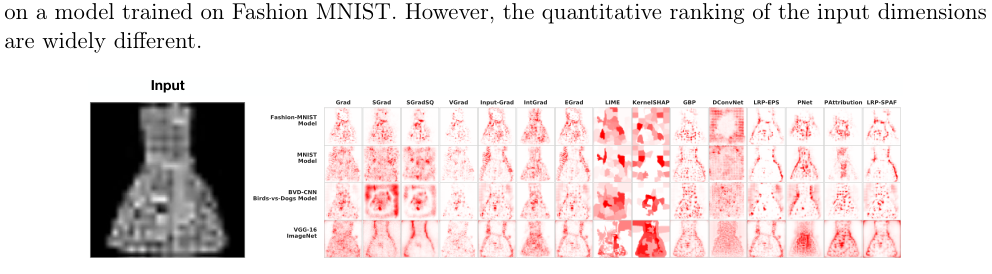 on a model trained on Fashion MNIST. However, the quantitative ranking of the input dimensions
are widely different.
Input
Grad SGrad SGradSQ VGrad Input-Grad IntGrad EGrad LIME KernelSHAP GBP DConvNet LRP-EPS PNet PAttribution LRP-SPAF
Fashion-MNIST
Model
MNIST
Model
BVD-CNN
Birds-vs-Dogs Model
VGG-16
ImageNet